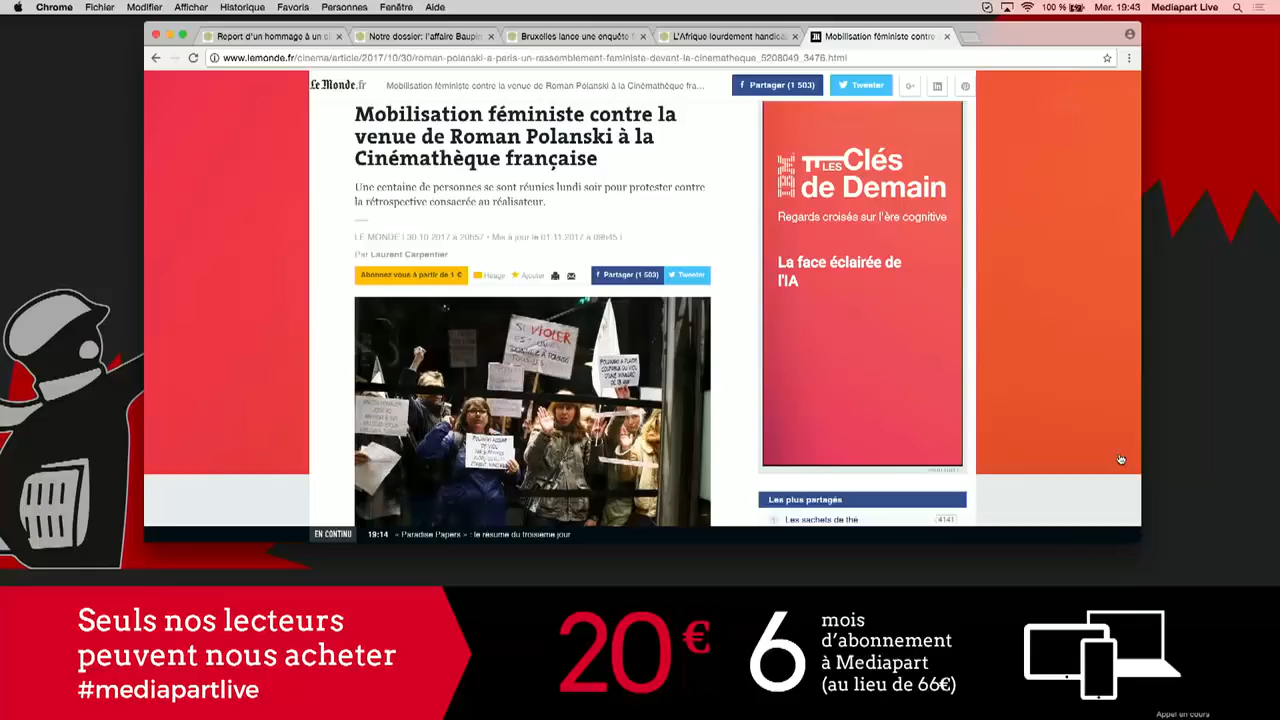 Chrome Fichier Modifier Afficher Historique Favoris Personnes Fenêtre Aide
100 % Mer. 19:43 Mediapart Live
Report d'un hommage à un ci
Notre dossier: l'affaire Baupin
Bruxelles lance une enquête f
L'Afrique lourdement handicap
Mobilisation féministe contre
www.lemonde.fr/cinema/article/2017/10/30/roman-polanski-a-paris-un-rassemblement-feministe-devant-la-cinematheque_5208049_3476.html
Le Monde.fr
Mobilisation féministe contre la venue de Roman Polanski à la Cinémathèque fra...
Partager (1 503)
Tweeter
Mobilisation féministe contre la
venue de Roman Polanski à la
Cinémathèque française
Une centaine de personnes se sont réunies lundi soir pour protester contre
la rétrospective consacrée au réalisateur.
LE MONDE | 30.10.2017 à 20h57 • Mis à jour le 01.11.2017 à 09h45 |
Par Laurent Carpentier
Abonnez vous à partir de 1 €
Réagir
Ajouter
Partager (1 503)
Tweeter
VIOLER
IBM
LES Clés
de Demain
Regards croisés sur l'ère cognitive
La face éclairée de
l'IA
Les plus partagés
1 Les sachets de thé 4141
EN CONTINU 19:14 « Paradise Papers » : le résumé du troisième jour
Seuls nos lecteurs
peuvent nous acheter
#mediapartlive
20 €
6
mois
d'abonnement
à Mediapart
(au lieu de 66€)
Appel en cours